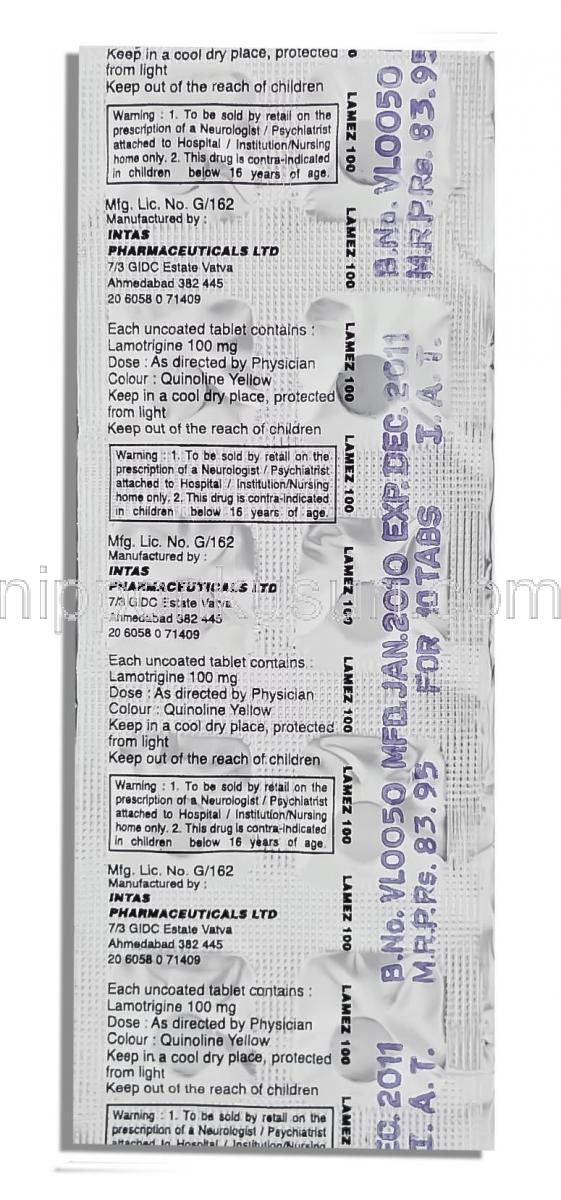 Keep in a cool dry place, protected
from light
Keep out of the reach of children
Warning : 1. To be sold by retail on the
prescription of a Neurologist / Psychiatrist
attached to Hospital / Institution/Nursing
home only. 2. This drug is contra-indicated
in children below 16 years of age.
Mfg. Lic. No. G/162
Manufactured by :
INTAS
PHARMACEUTICALS LTD
7/3 GIDC Estate Vatva
Ahmedabad 382 445
20 6058 0 71409
Each uncoated tablet contains :
Lamotrigine 100 mg
Dose : As directed by Physician
Colour : Quinoline Yellow
Keep in a cool dry place, protected
from light
Keep out of the reach of children
Warning : 1. To be sold by retail on the
prescription of a Neurologist / Psychiatrist
attached to Hospital / Institution/Nursing
home only. 2. This drug is contra-indicated
in children below 16 years of age.
Mfg. Lic. No. G/162
Manufactured by :
INTAS
PHARMACEUTICALS LTD
7/3 GIDC Estate Vatva
Ahmedabad 382 445
20 6058 0 71409
Each uncoated tablet contains :
Lamotrigine 100 mg
Dose : As directed by Physician
Colour : Quinoline Yellow
Keep in a cool dry place, protected
from light
Keep out of the reach of children
Warning : 1. To be sold by retail on the
prescription of a Neurologist / Psychiatrist
attached to Hospital / Institution/Nursing
home only. 2. This drug is contra-indicated
in children below 16 years of age.
Mfg. Lic. No. G/162
Manufactured by :
INTAS
PHARMACEUTICALS LTD
7/3 GIDC Estate Vatva
Ahmedabad 382 445
20 6058 0 71409
Each uncoated tablet contains :
Lamotrigine 100 mg
Dose : As directed by Physician
Colour : Quinoline Yellow
Keep in a cool dry place, protected
from light
Keep out of the reach of children
Warning : 1. To be sold by retail on the
prescription of a Neurologist / Psychiatrist
attached to Hospital / Institution/Nursing
LAMEZ 100
LAMEZ 100
LAMEZ 100
LAMEZ 100
LAMEZ 100
LAMEZ 100
LAMEZ 100
LAMEZ 100
LAMEZ 100
LAMEZ
B.No. VL0050
M.R.P.Rs. 83.95
B.No. VL0050 MFD.JAN.2010 EXP.DEC. 2011
M.R.P.Rs. 83.95 FOR 10TABS I. A. T.
EC. 2011
I. A. T.